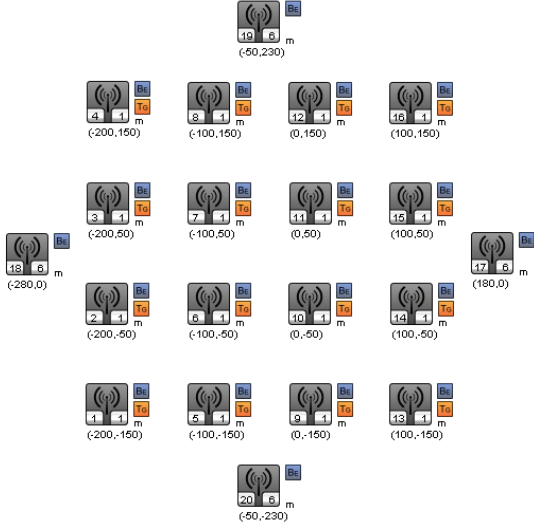 BE
19 6 m
(-50,230)
BE BE BE BE
TG TG TG TG
4 1 m 8 1 m 12 1 m 16 1 m
(-200,150) (-100,150) (0,150) (100,150)
BE BE BE BE
TG TG TG TG
3 1 m 7 1 m 11 1 m 15 1 m
(-200,50) (-100,50) (0,50) (100,50)
BE BE
18 6 m 17 6 m
(-280,0) (180,0)
BE BE BE BE
TG TG TG TG
2 1 m 6 1 m 10 1 m 14 1 m
(-200,-50) (-100,-50) (0,-50) (100,-50)
BE BE BE BE
TG TG TG TG
1 1 m 5 1 m 9 1 m 13 1 m
(-200,-150) (-100,-150) (0,-150) (100,-150)
BE
20 6 m
(-50,-230)